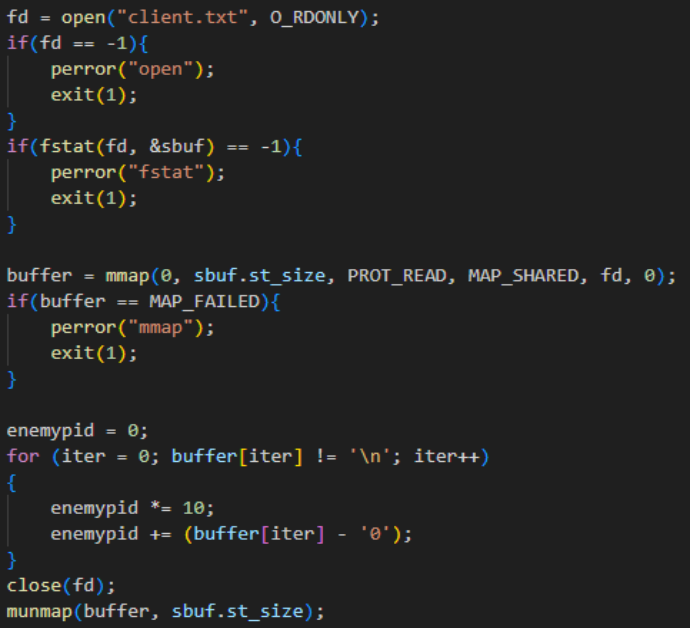 fd = open("client.txt", O_RDONLY);
if(fd == -1){
    perror("open");
    exit(1);
}
if(fstat(fd, &sbuf) == -1){
    perror("fstat");
    exit(1);
}

buffer = mmap(0, sbuf.st_size, PROT_READ, MAP_SHARED, fd, 0);
if(buffer == MAP_FAILED){
    perror("mmap");
    exit(1);
}

enemypid = 0;
for (iter = 0; buffer[iter] != '\n'; iter++)
{
    enemypid *= 10;
    enemypid += (buffer[iter] - '0');
}
close(fd);
munmap(buffer, sbuf.st_size);